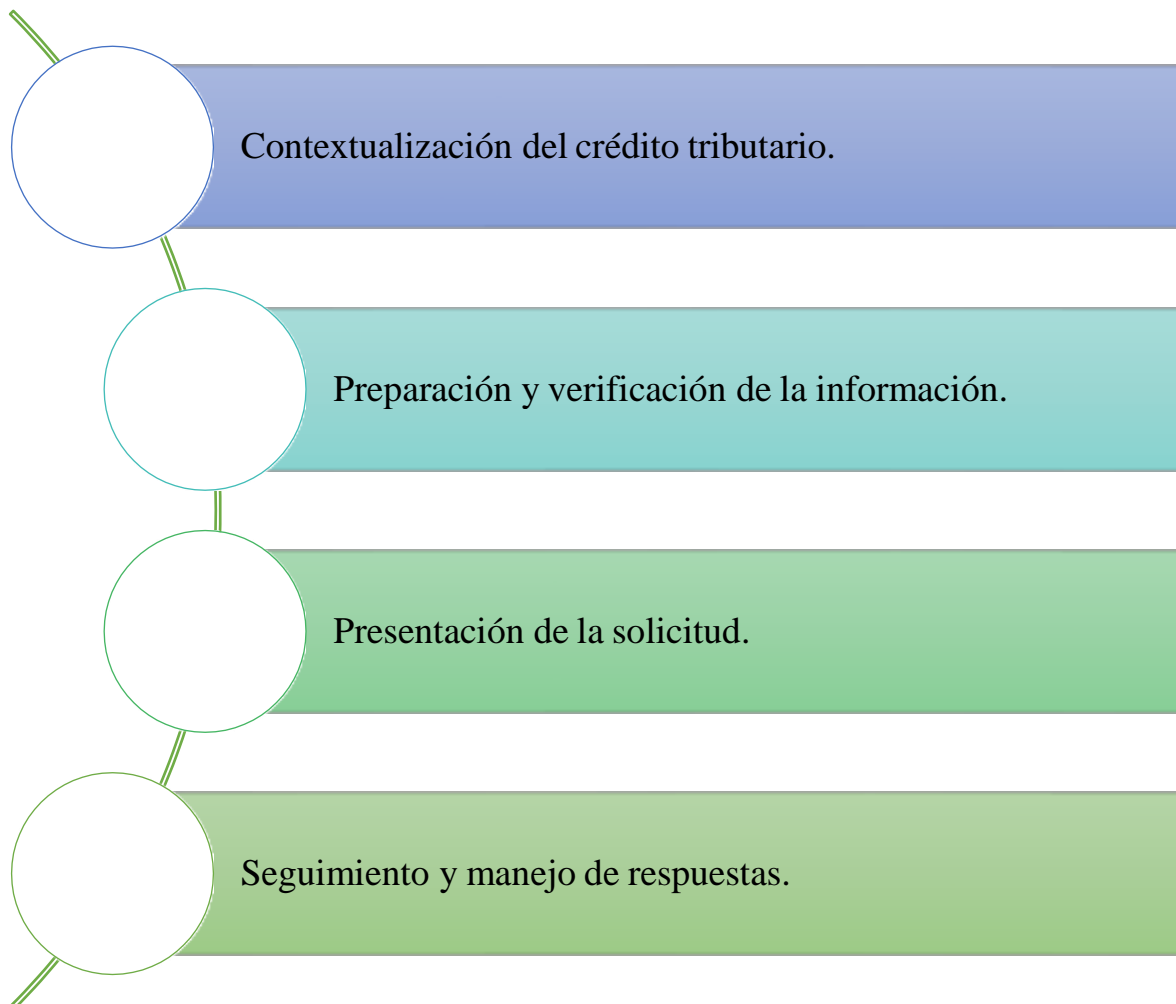 Contextualización del crédito tributario.
Preparación y verificación de la información.
Presentación de la solicitud.
Seguimiento y manejo de respuestas.